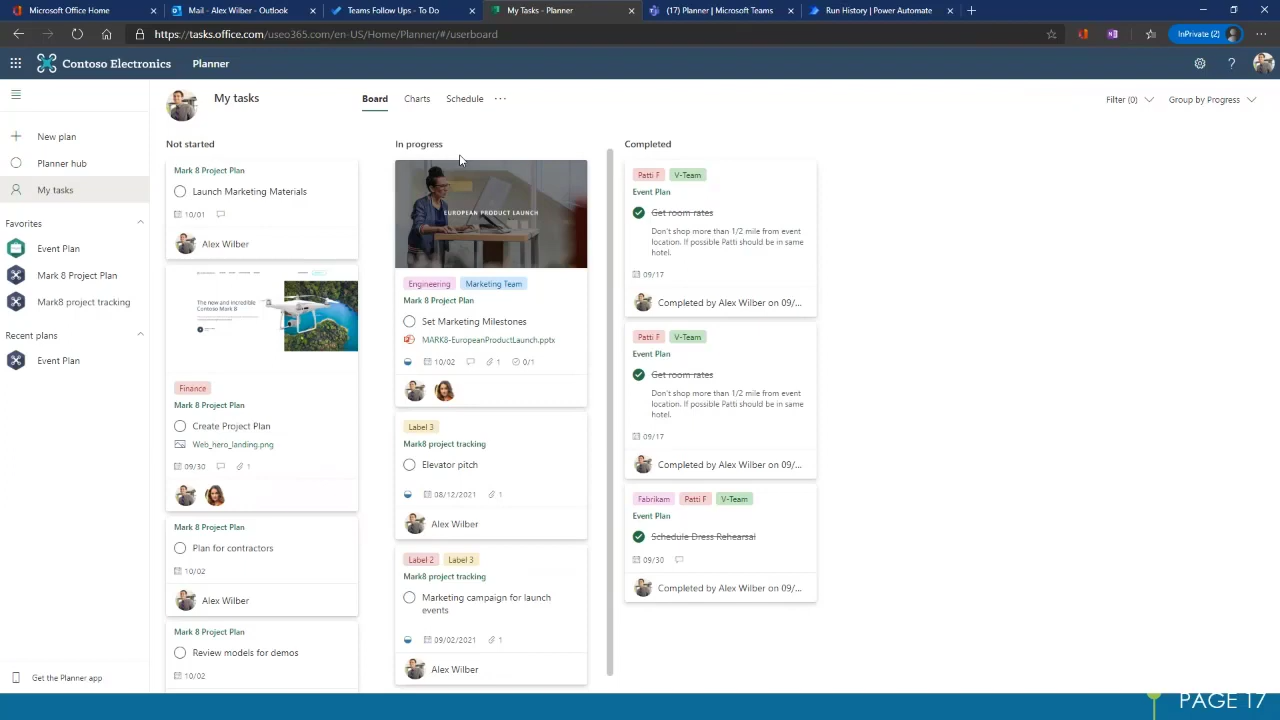 Microsoft Office Home
Mail - Alex Wilber - Outlook
Teams Follow Ups - To Do
My Tasks - Planner
(17) Planner | Microsoft Teams
Run History | Power Automate
https://tasks.office.com/useo365.com/en-US/Home/Planner/#/userboard
InPrivate (2)
Contoso Electronics
Planner
New plan
Planner hub
My tasks
Favorites
Event Plan
Mark 8 Project Plan
Mark8 project tracking
Recent plans
Event Plan
Get the Planner app
My tasks
Board
Charts
Schedule
Filter (0)
Group by Progress
Not started
Mark 8 Project Plan
Launch Marketing Materials
10/01
Alex Wilber
The new and incredible
Contoso Mark 8
Finance
Mark 8 Project Plan
Create Project Plan
Web_hero_landing.png
09/30
1
Mark 8 Project Plan
Plan for contractors
10/02
Alex Wilber
Mark 8 Project Plan
Review models for demos
10/02
In progress
EUROPEAN PRODUCT LAUNCH
Engineering Marketing Team
Mark 8 Project Plan
Set Marketing Milestones
MARK8-EuropeanProductLaunch.pptx
10/02 1 0/1
Label 3
Mark8 project tracking
Elevator pitch
08/12/2021 1
Alex Wilber
Label 2 Label 3
Mark8 project tracking
Marketing campaign for launch
events
09/02/2021 1
Alex Wilber
Completed
Patti F V-Team
Event Plan
Get room rates
Don't shop more than 1/2 mile from event
location. If possible Patti should be in same
hotel.
09/17
Completed by Alex Wilber on 09/...
Patti F V-Team
Event Plan
Get room rates
Don't shop more than 1/2 mile from event
location. If possible Patti should be in same
hotel.
09/17
Completed by Alex Wilber on 09/...
Fabrikam Patti F V-Team
Event Plan
Schedule Dress Rehearsal
09/30
Completed by Alex Wilber on 09/...
PAGE 17